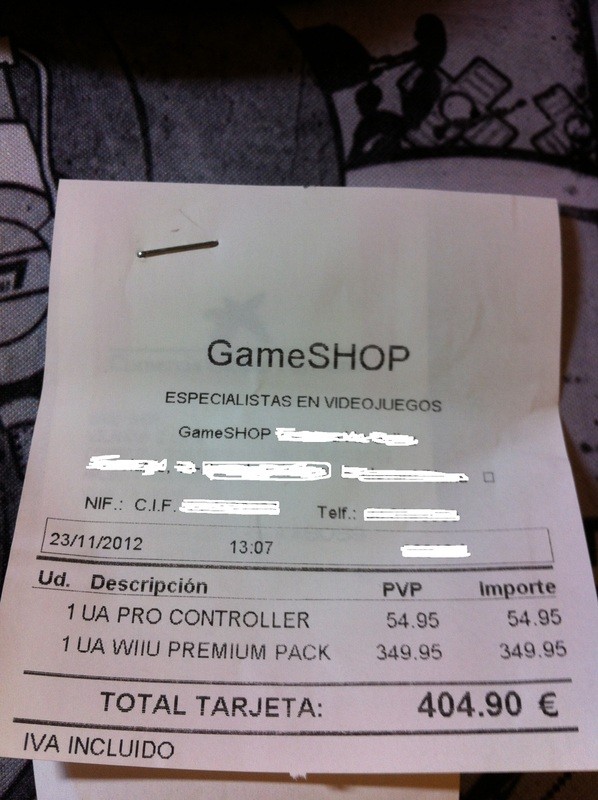 GameSHOP
ESPECIALISTAS EN VIDEOJUEGOS
GameSHOP
NIF.: C.I.F. Telf.:
23/11/2012 13:07
Ud. Descripción PVP Importe
1 UA PRO CONTROLLER 54.95 54.95
1 UA WIIU PREMIUM PACK 349.95 349.95
TOTAL TARJETA: 404.90 €
IVA INCLUIDO